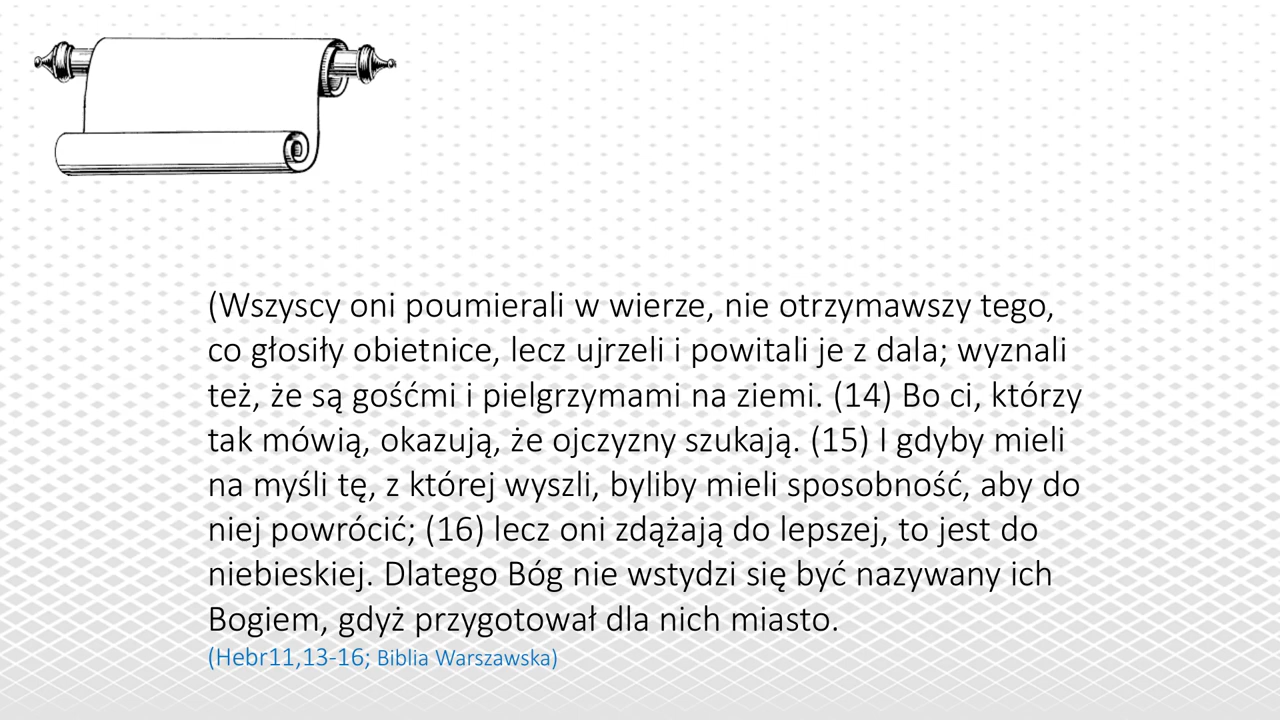 (Wszyscy oni poumierali w wierze, nie otrzymawszy tego,
co głosiły obietnice, lecz ujrzeli i powitali je z dala; wyznali
też, że są gośćmi i pielgrzymami na ziemi. (14) Bo ci, którzy
tak mówią, okazują, że ojczyzny szukają. (15) I gdyby mieli
na myśli tę, z której wyszli, byliby mieli sposobność, aby do
niej powrócić; (16) lecz oni zdążają do lepszej, to jest do
niebieskiej. Dlatego Bóg nie wstydzi się być nazywany ich
Bogiem, gdyż przygotował dla nich miasto.
(Hebr11,13-16; Biblia Warszawska)